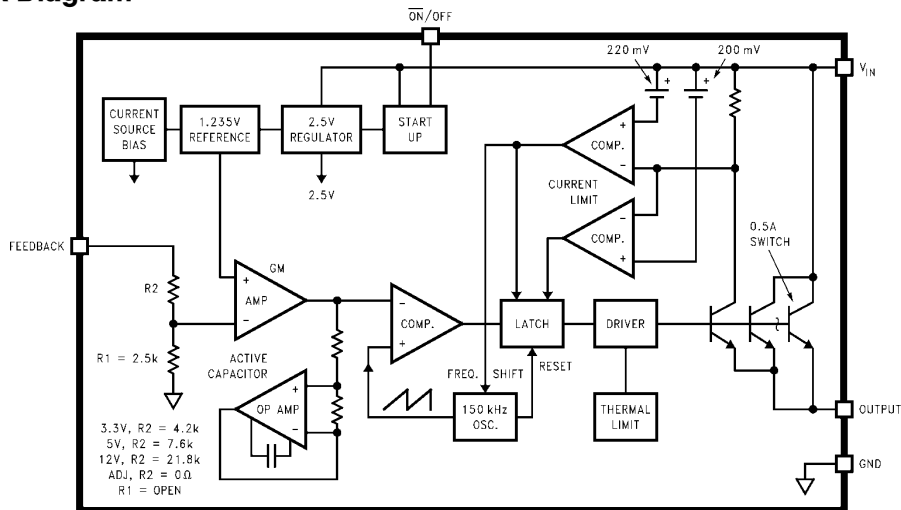 Diagram
ON/OFF
220 mV
200 mV
+
+
VIN
CURRENT
SOURCE
BIAS
1.235V
REFERENCE
2.5V
REGULATOR
START
UP
2.5V
+
COMP.
-
CURRENT
LIMIT
-
COMP.
+
0.5A
SWITCH
FEEDBACK
R2
R1 = 2.5k
GM
+
AMP
-
-
COMP.
+
LATCH
DRIVER
ACTIVE
CAPACITOR
+
OP AMP
-
FREQ. SHIFT
RESET
150 kHz
OSC.
THERMAL
LIMIT
3.3V, R2 = 4.2k
5V, R2 = 7.6k
12V, R2 = 21.8k
ADJ, R2 = 0Ω
R1 = OPEN
OUTPUT
GND